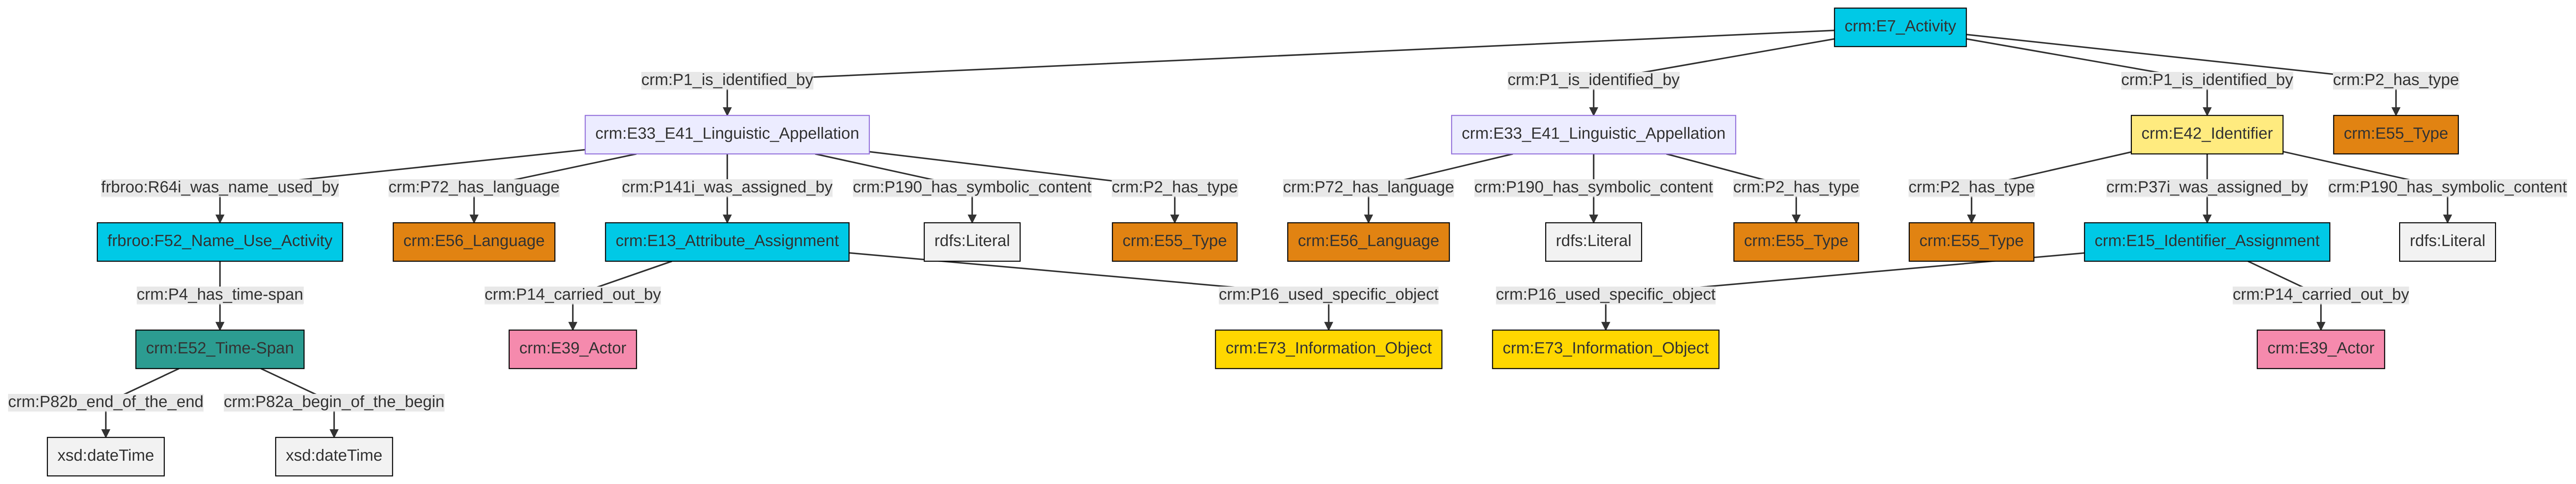 crm:E7_Activity
crm:P1_is_identified_by
crm:P1_is_identified_by
crm:P1_is_identified_by
crm:P2_has_type
crm:E33_E41_Linguistic_Appellation
crm:E33_E41_Linguistic_Appellation
crm:E42_Identifier
crm:E55_Type
frbroo:R64i_was_name_used_by
crm:P72_has_language
crm:P141i_was_assigned_by
crm:P190_has_symbolic_content
crm:P2_has_type
crm:P72_has_language
crm:P190_has_symbolic_content
crm:P2_has_type
crm:P2_has_type
crm:P37i_was_assigned_by
crm:P190_has_symbolic_content
frbroo:F52_Name_Use_Activity
crm:E56_Language
crm:E13_Attribute_Assignment
rdfs:Literal
crm:E55_Type
crm:E56_Language
rdfs:Literal
crm:E55_Type
crm:E55_Type
crm:E15_Identifier_Assignment
rdfs:Literal
crm:P4_has_time-span
crm:P14_carried_out_by
crm:P16_used_specific_object
crm:P16_used_specific_object
crm:P14_carried_out_by
crm:E52_Time-Span
crm:E39_Actor
crm:E73_Information_Object
crm:E73_Information_Object
crm:E39_Actor
crm:P82b_end_of_the_end
crm:P82a_begin_of_the_begin
xsd:dateTime
xsd:dateTime